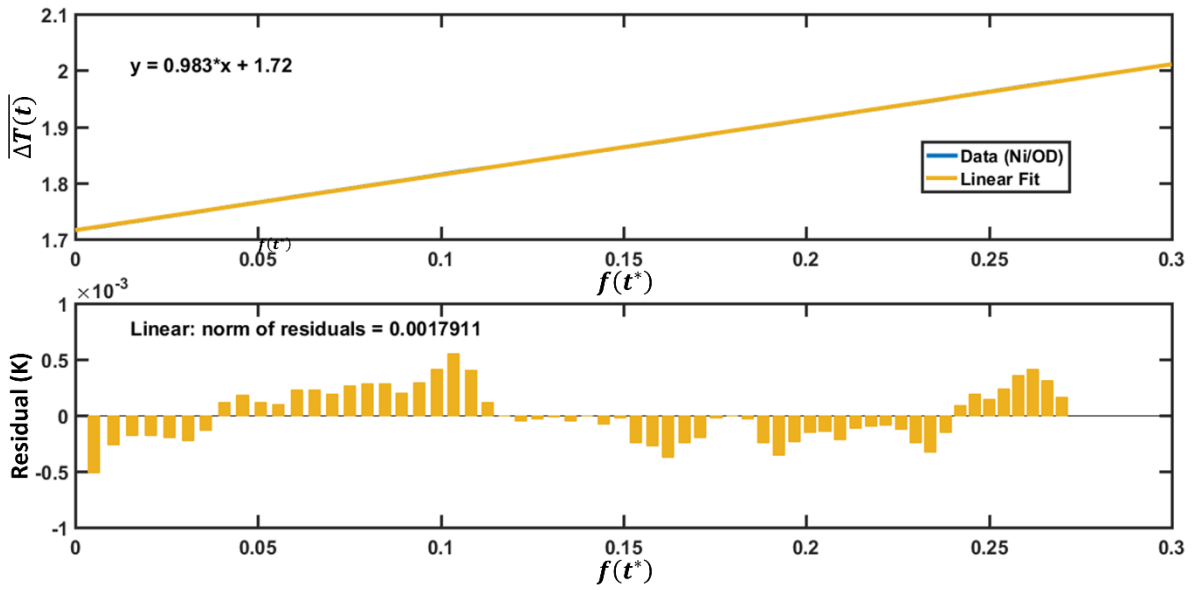 2.1
y = 0.983*x + 1.72
2
1.9
1.8
1.7
ΔT(t)
Data (Ni/OD)
Linear Fit
f(t*)
0 0.05 0.1 0.15 0.2 0.25 0.3
f(t*)
×10-3
1
Linear: norm of residuals = 0.0017911
0.5
0
-0.5
-1
Residual (K)
0 0.05 0.1 0.15 0.2 0.25 0.3
f(t*)